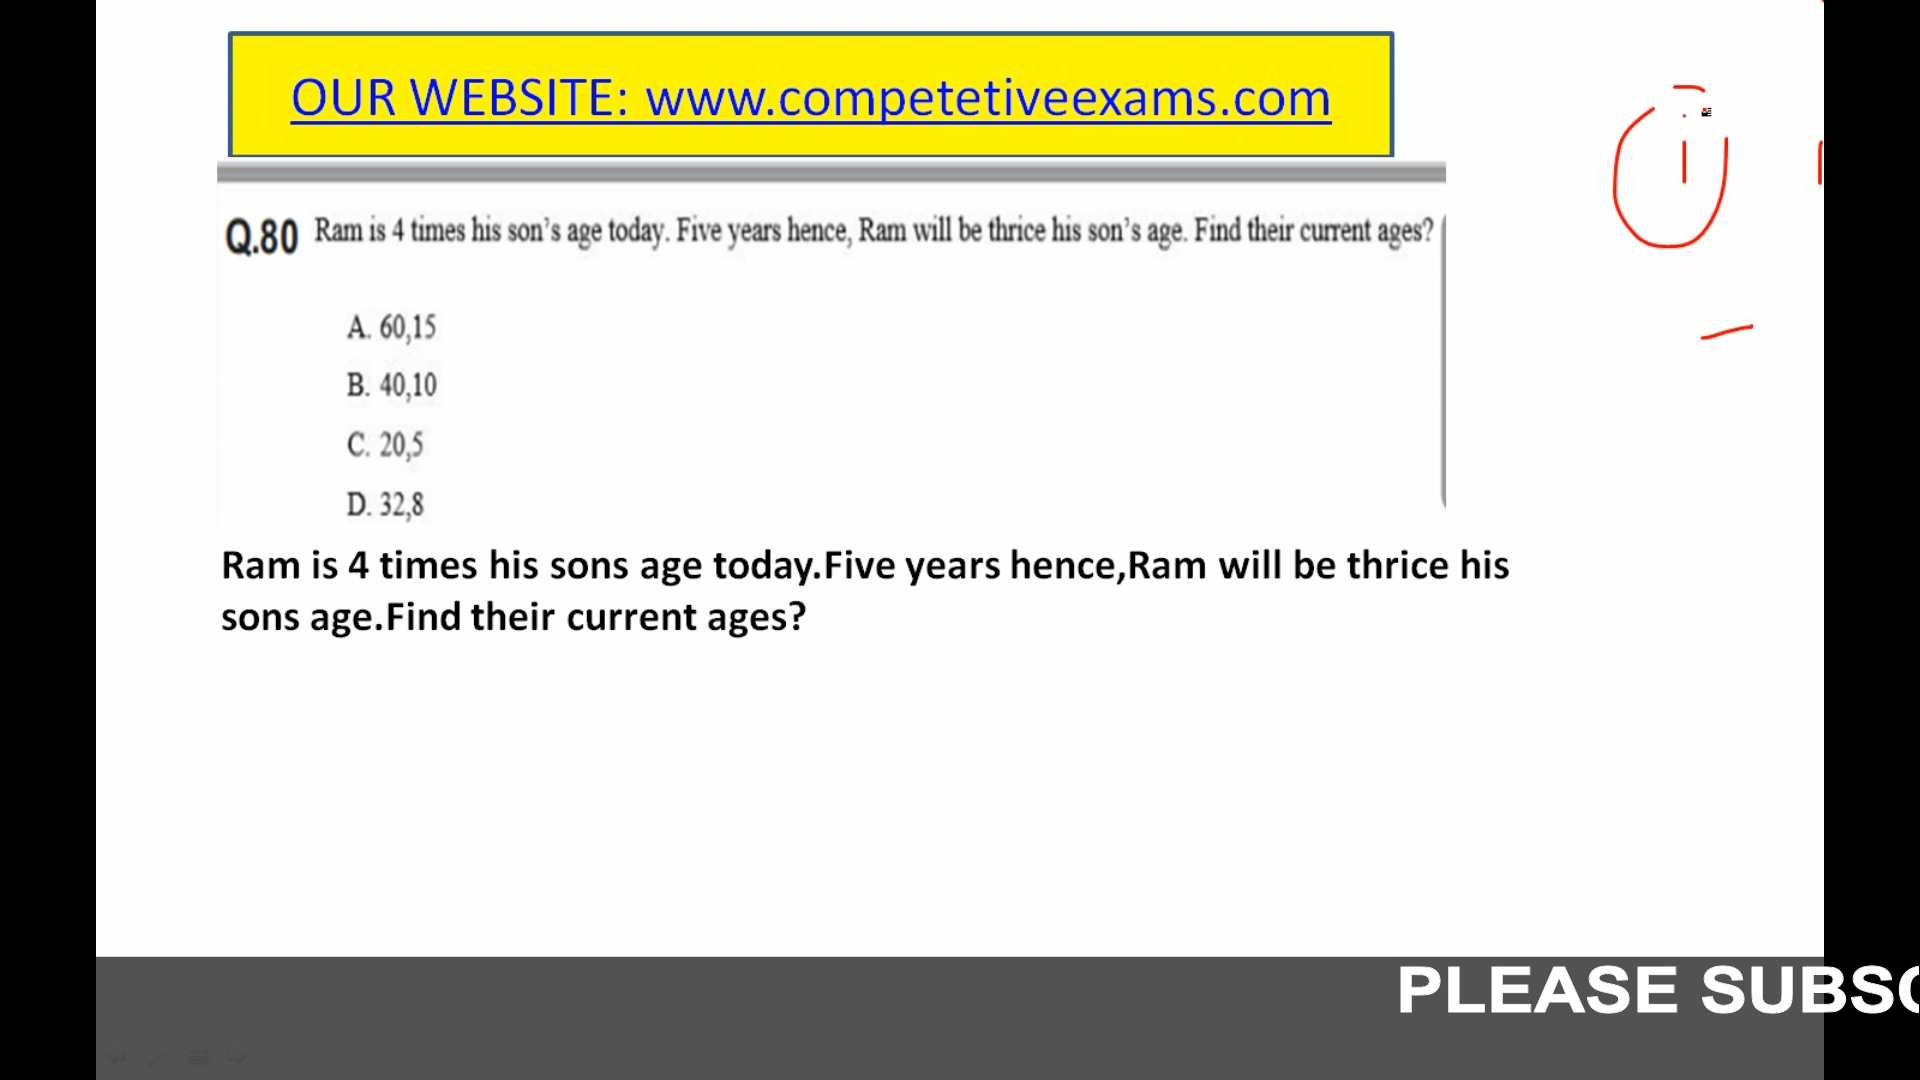 OUR WEBSITE: www.competetiveexams.com
Q.80 Ram is 4 times his son's age today. Five years hence, Ram will be thrice his son's age. Find their current ages?
A. 60,15
B. 40,10
C. 20,5
D. 32,8
Ram is 4 times his sons age today.Five years hence,Ram will be thrice his
sons age.Find their current ages?
PLEASE SUBSC